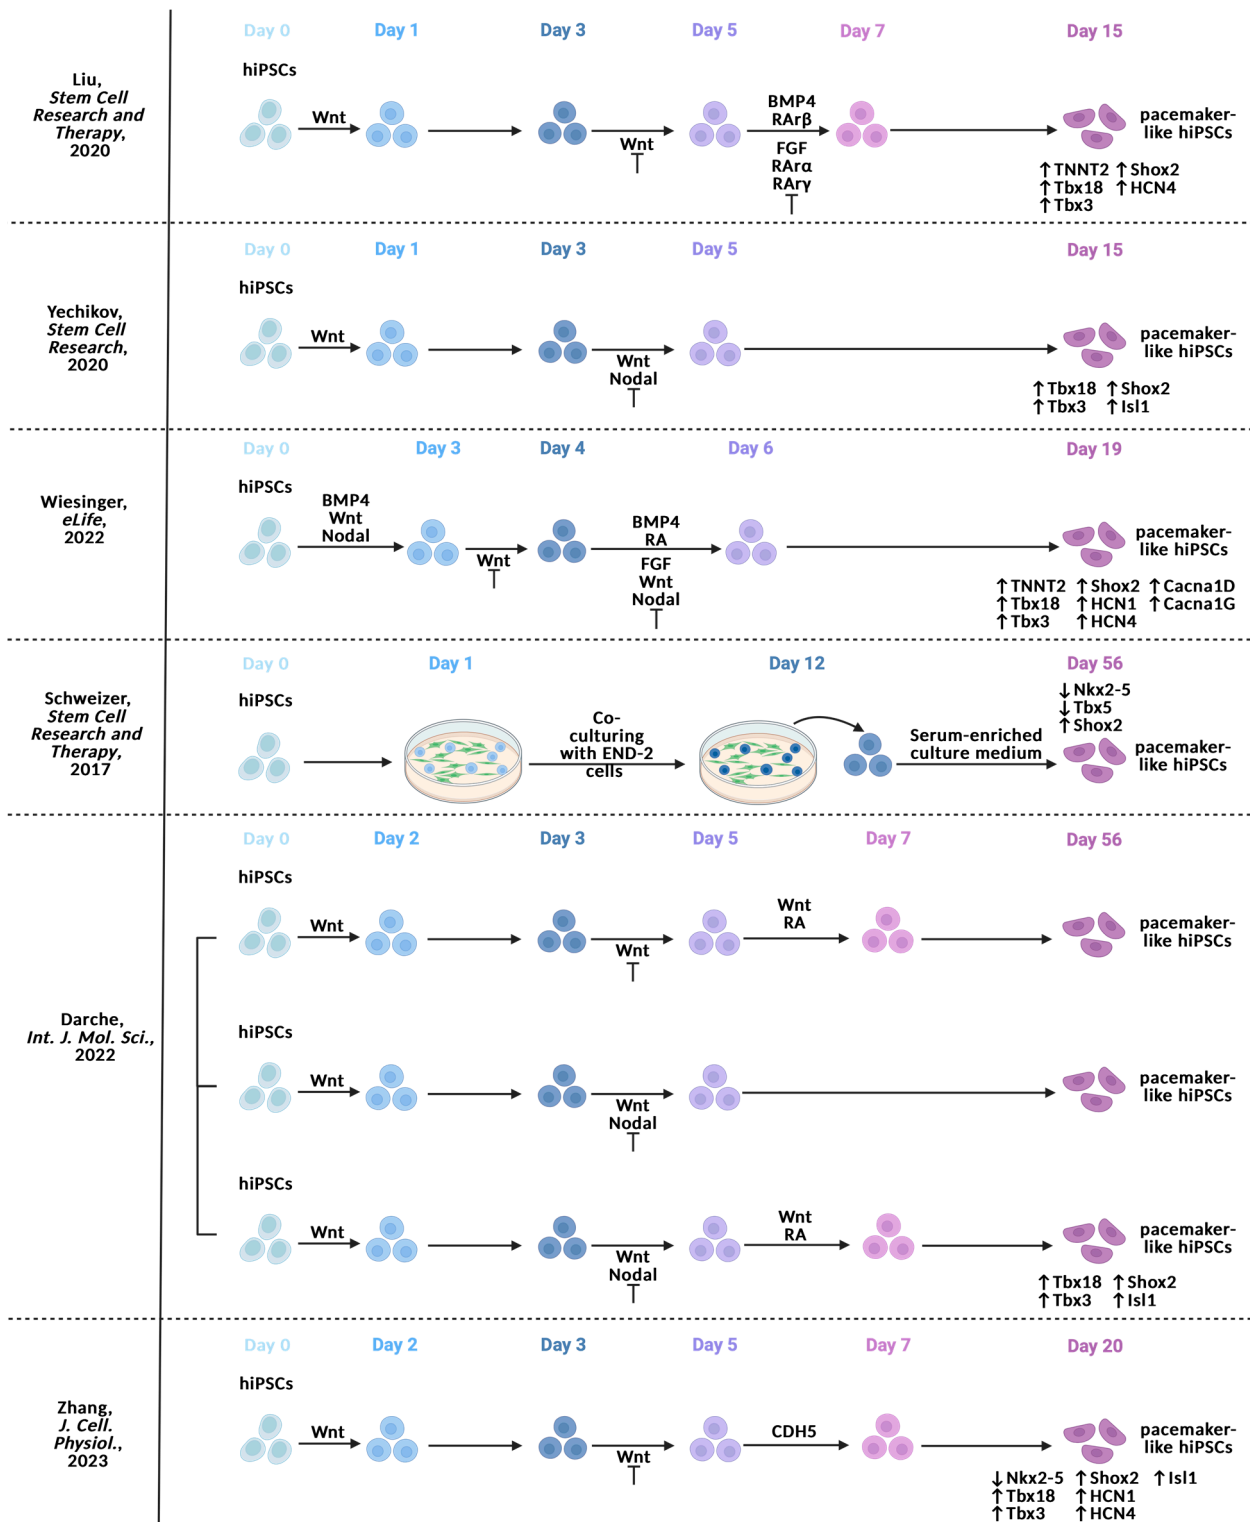 Day 0
Day 1
Day 3
Day 5
Day 7
Day 15
Liu,
Stem Cell
Research and
Therapy,
2020
hiPSCs
Wnt
Wnt
BMP4
RArβ
FGF
RArα
RArγ
pacemaker-
like hiPSCs
↑TNNT2 ↑Shox2
↑Tbx18 ↑HCN4
↑Tbx3
Day 0
Day 1
Day 3
Day 5
Day 15
Yechikov,
Stem Cell
Research,
2020
hiPSCs
Wnt
Wnt
Nodal
pacemaker-
like hiPSCs
↑Tbx18 ↑Shox2
↑Tbx3 ↑Isl1
Day 0
Day 3
Day 4
Day 6
Day 19
Wiesinger,
eLife,
2022
hiPSCs
BMP4
Wnt
Nodal
Wnt
BMP4
RA
FGF
Wnt
Nodal
pacemaker-
like hiPSCs
↑TNNT2 ↑Shox2 ↑Cacna1D
↑Tbx18 ↑HCN1 ↑Cacna1G
↑Tbx3 ↑HCN4
Day 0
Day 1
Day 12
Day 56
Schweizer,
Stem Cell
Research and
Therapy,
2017
hiPSCs
Co-
culturing
with END-2
cells
Serum-enriched
culture medium
↓Nkx2-5
↓Tbx5
↑Shox2
pacemaker-
like hiPSCs
Day 0
Day 2
Day 3
Day 5
Day 7
Day 56
Darche,
Int. J. Mol. Sci.,
2022
hiPSCs
Wnt
Wnt
Wnt
RA
pacemaker-
like hiPSCs
hiPSCs
Wnt
Wnt
Nodal
pacemaker-
like hiPSCs
hiPSCs
Wnt
Wnt
Nodal
Wnt
RA
pacemaker-
like hiPSCs
↑Tbx18 ↑Shox2
↑Tbx3 ↑Isl1
Day 0
Day 2
Day 3
Day 5
Day 7
Day 20
Zhang,
J. Cell.
Physiol.,
2023
hiPSCs
Wnt
Wnt
CDH5
pacemaker-
like hiPSCs
↓Nkx2-5 ↑Shox2 ↑Isl1
↑Tbx18 ↑HCN1
↑Tbx3 ↑HCN4